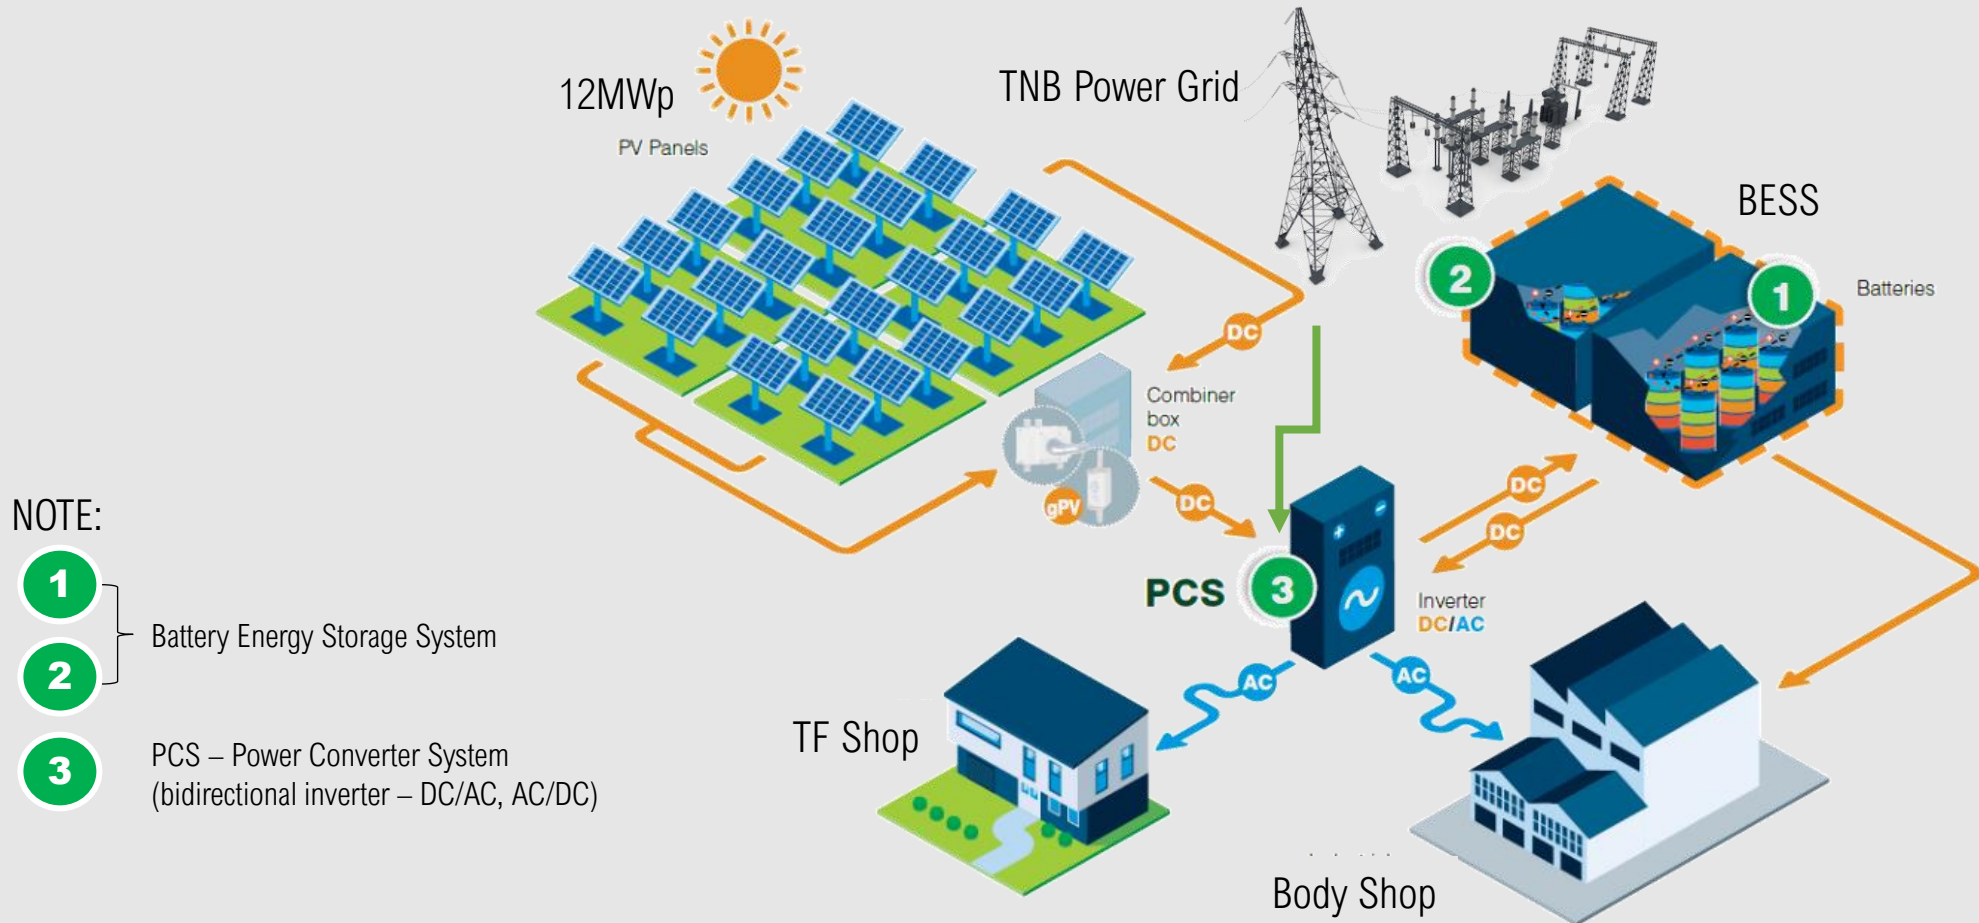 12MWp
PV Panels
TNB Power Grid
BESS
2
1
Batteries
DC
Combiner
box
DC
gPV
DC
DC
DC
PCS
3
Inverter
DC/AC
AC
AC
TF Shop
Body Shop
NOTE:
1
2
Battery Energy Storage System
3
PCS – Power Converter System
(bidirectional inverter – DC/AC, AC/DC)